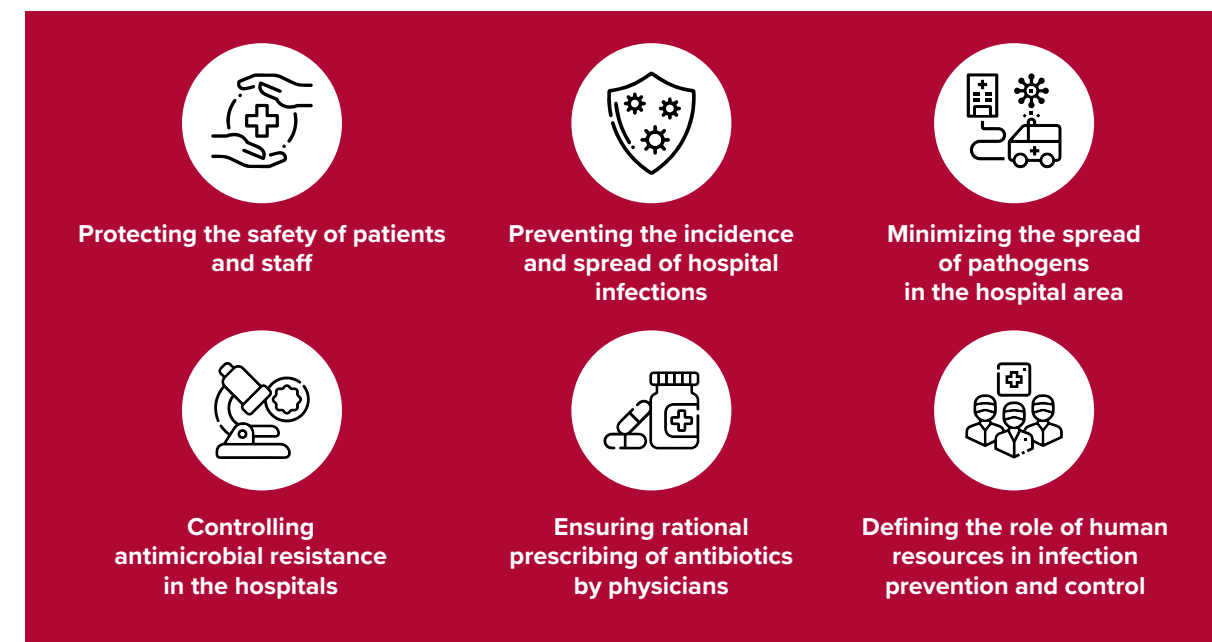 Protecting the safety of patients
and staff
Preventing the incidence
and spread of hospital
infections
Minimizing the spread
of pathogens
in the hospital area
Controlling
antimicrobial resistance
in the hospitals
Ensuring rational
prescribing of antibiotics
by physicians
Defining the role of human
resources in infection
prevention and control